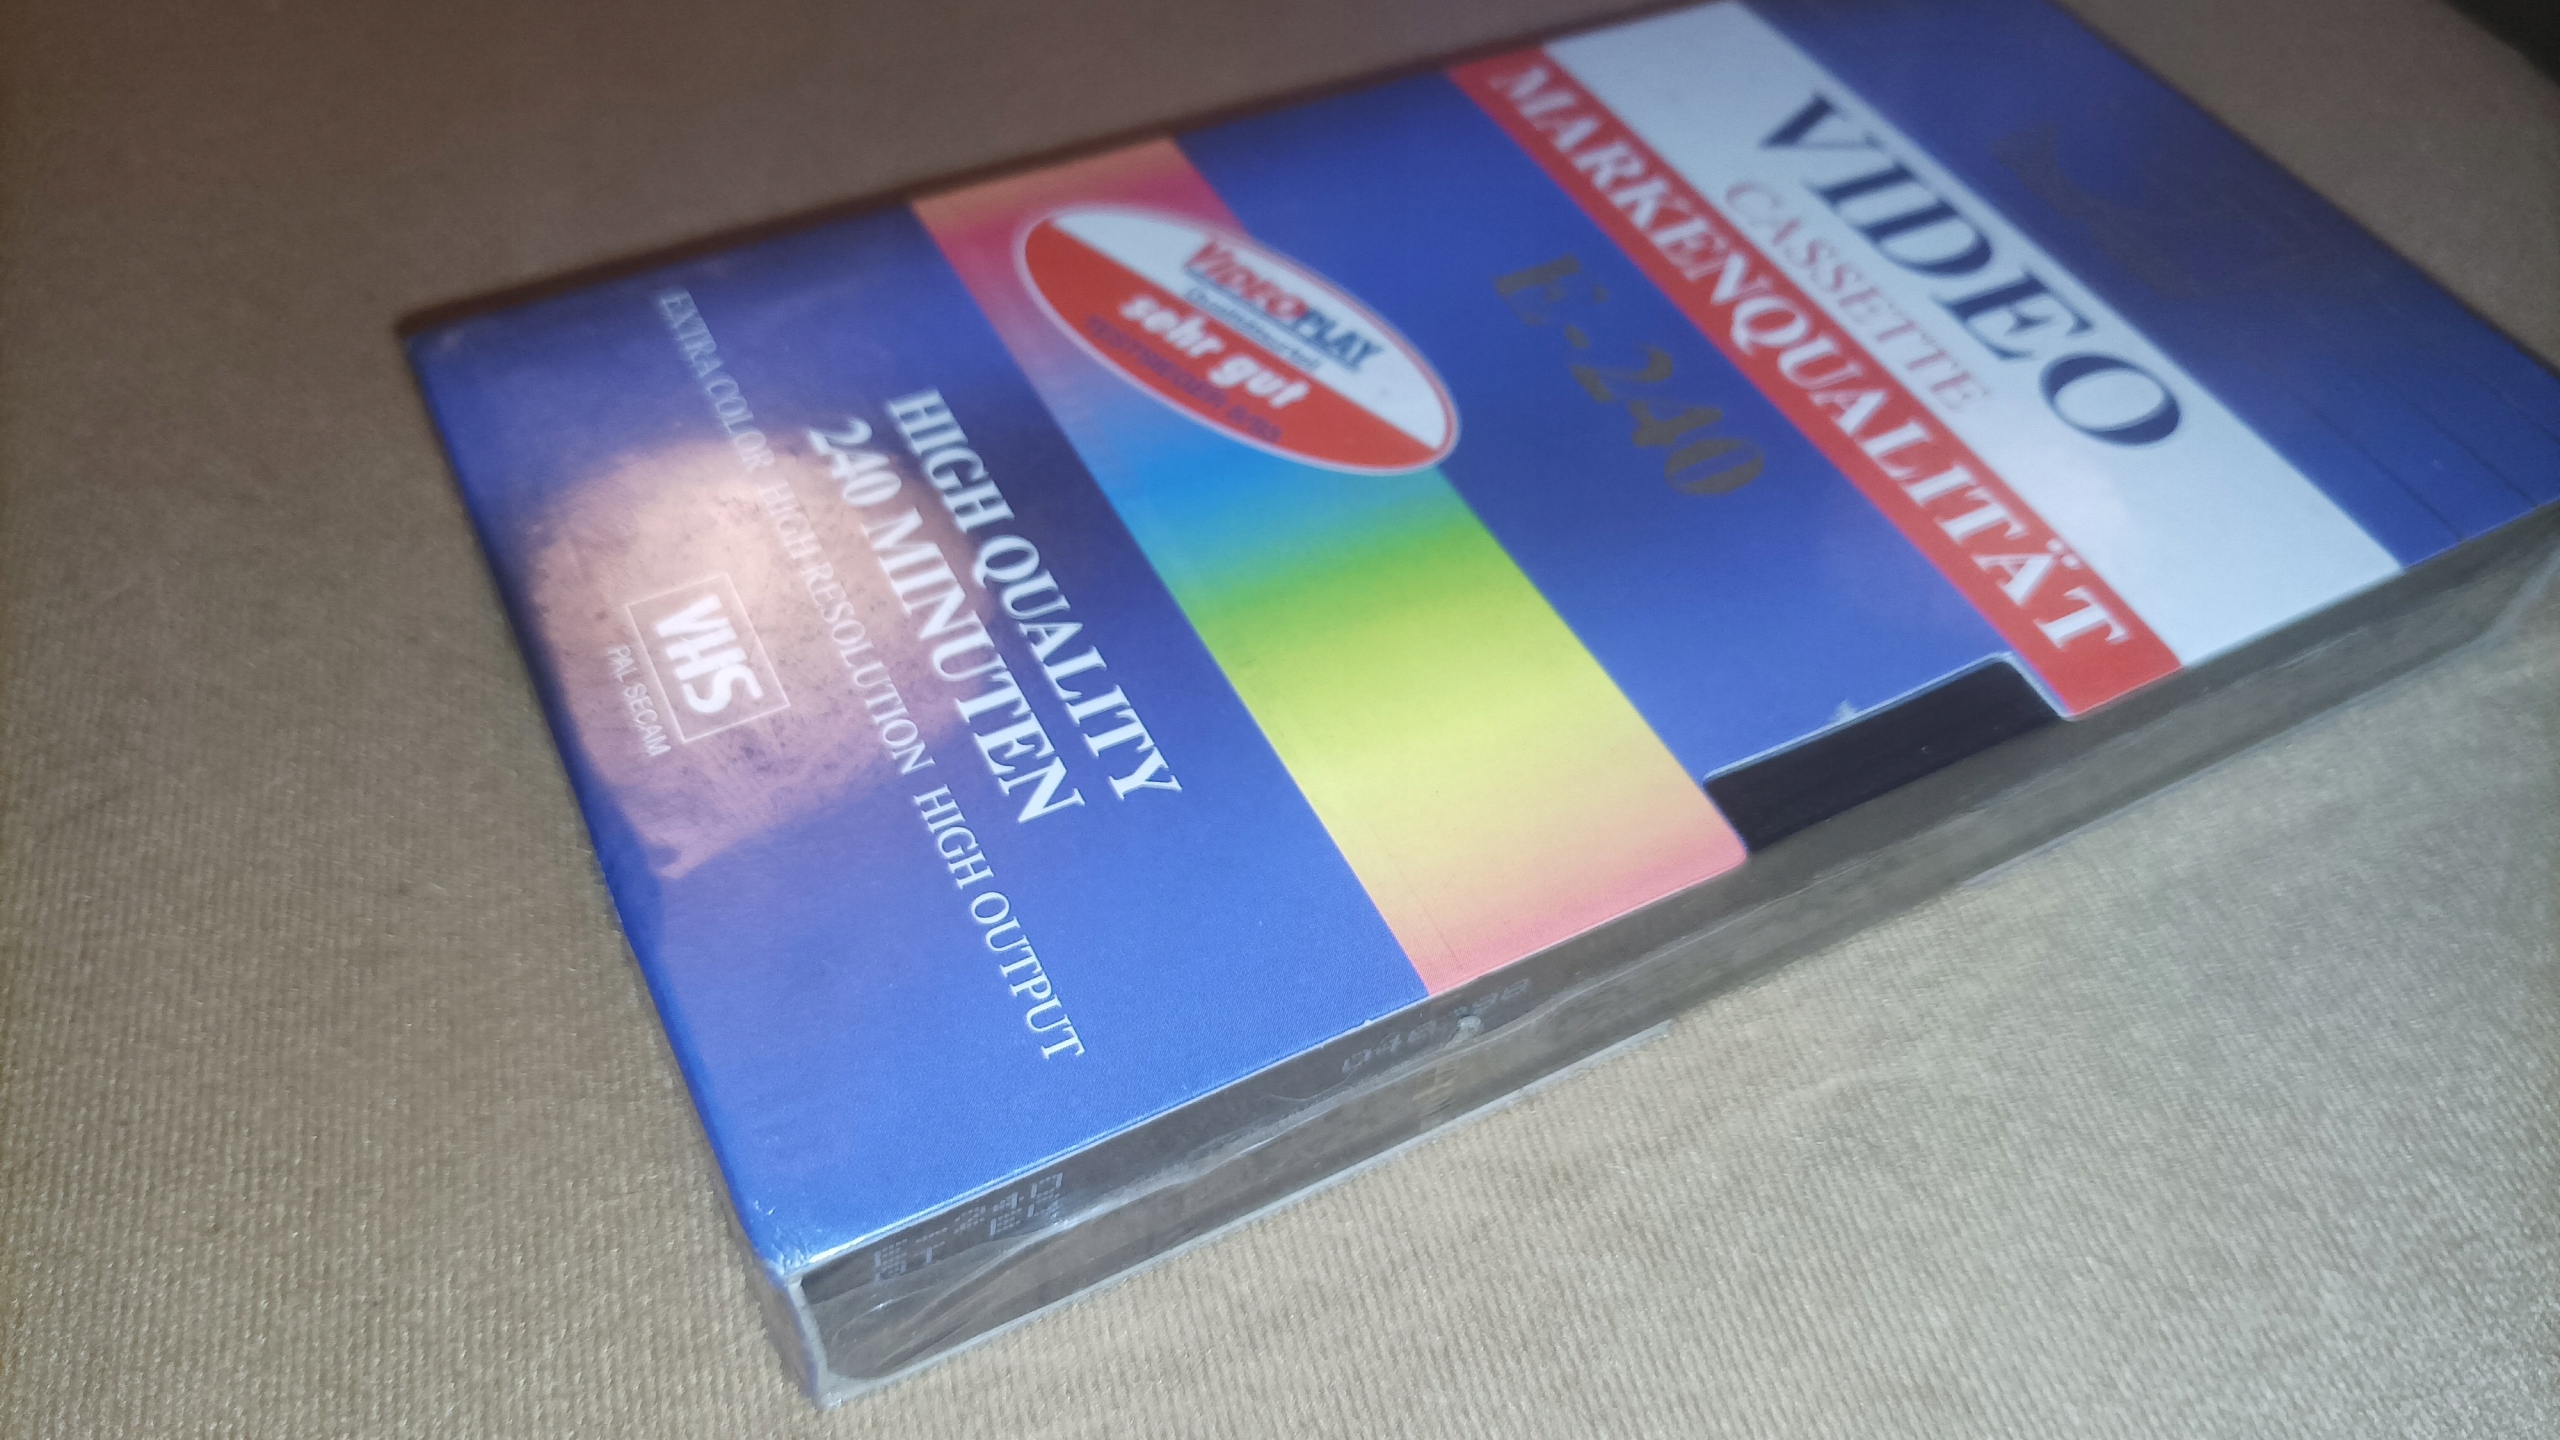 VIDEO
CASSETTE
MARKENQUALITÄT
E-240
VIDEOPLAY
sehr gut
HIGH QUALITY
240 MINUTEN
EXTRA COLOR HIGH RESOLUTION HIGH OUTPUT
VHS
PAL SECAM